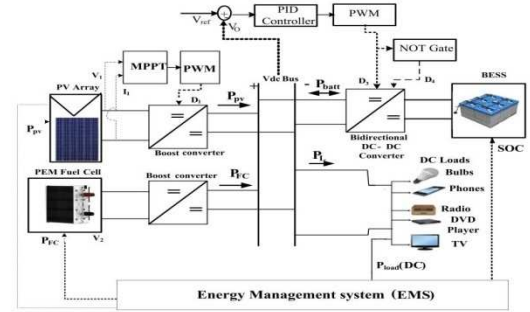 Vref
VO
PID
Controller
PWM
NOT Gate
MPPT
PWM
V1
I1
PV Array
Vdc Bus
+
-
Pbatt
D3
D4
BESS
Ppv
D1
Ppv
Boost converter
Bidirectional
DC - DC
Converter
SOC
PL
DC Loads
Bulbs
Phones
Radio
DVD
Player
TV
PEM Fuel Cell
Boost converter
PFC
PFC
V2
Pload(DC)
Energy Management system (EMS)